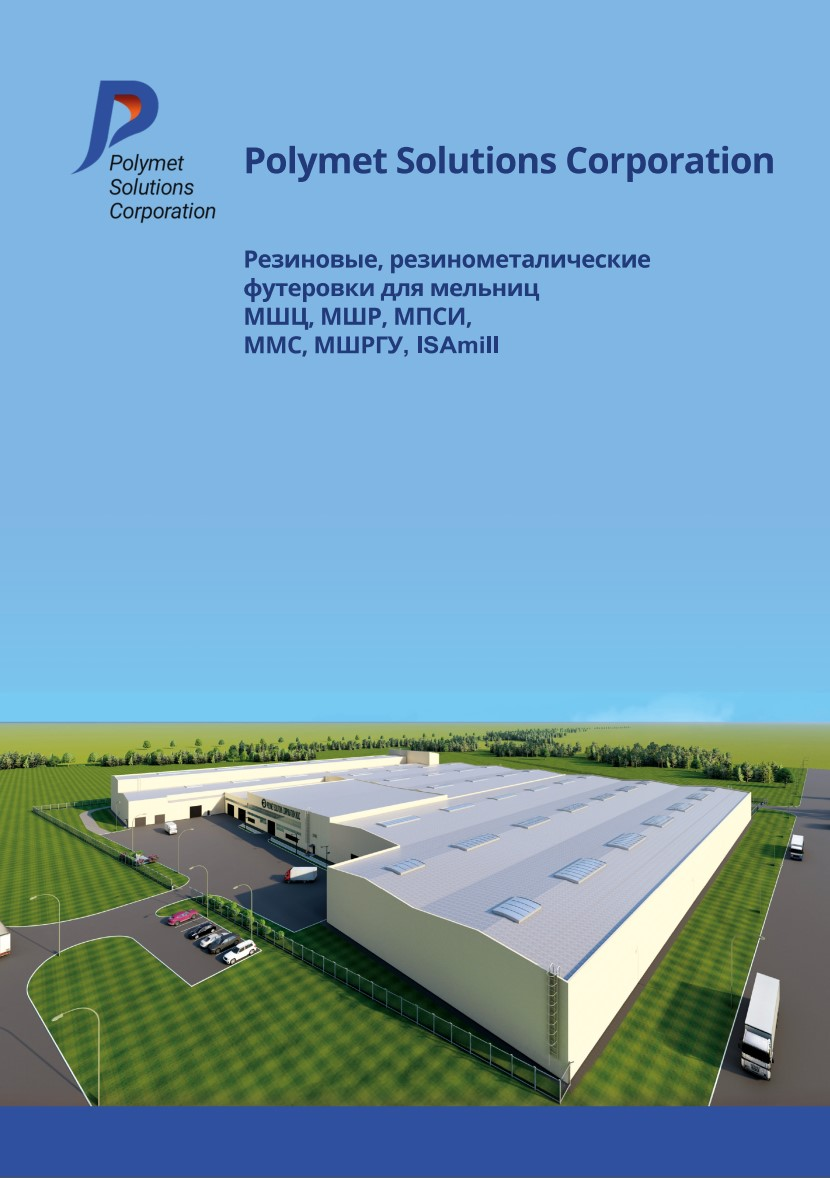 Polymet
Solutions
Corporation
Polymet Solutions Corporation
Резиновые, резинометалические
футеровки для мельниц
МШЦ, МШР, МПСИ,
ММС, МШРГУ, ISAmill